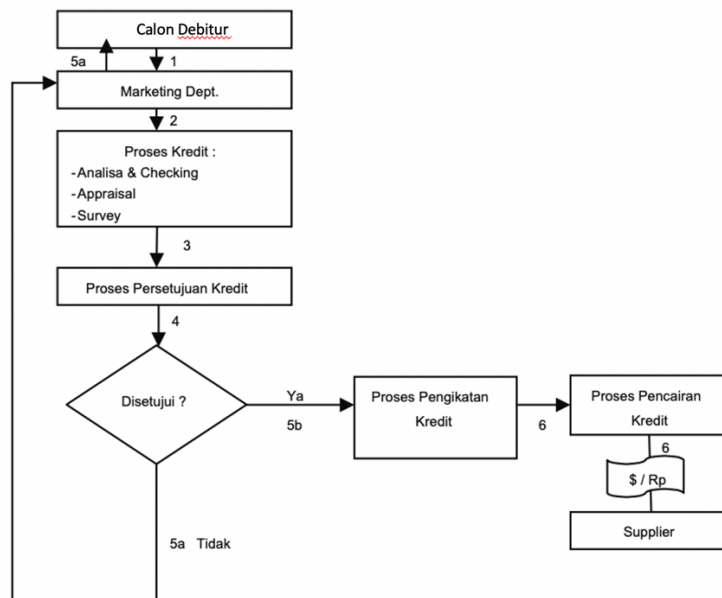 Calon Debitur
5a
1
Marketing Dept.
2
Proses Kredit :
-Analisa & Checking
-Appraisal
-Survey
3
Proses Persetujuan Kredit
4
Disetujui ?
Ya
5b
Proses Pengikatan
Kredit
6
Proses Pencairan
Kredit
6
$ / Rp
Supplier
5a Tidak